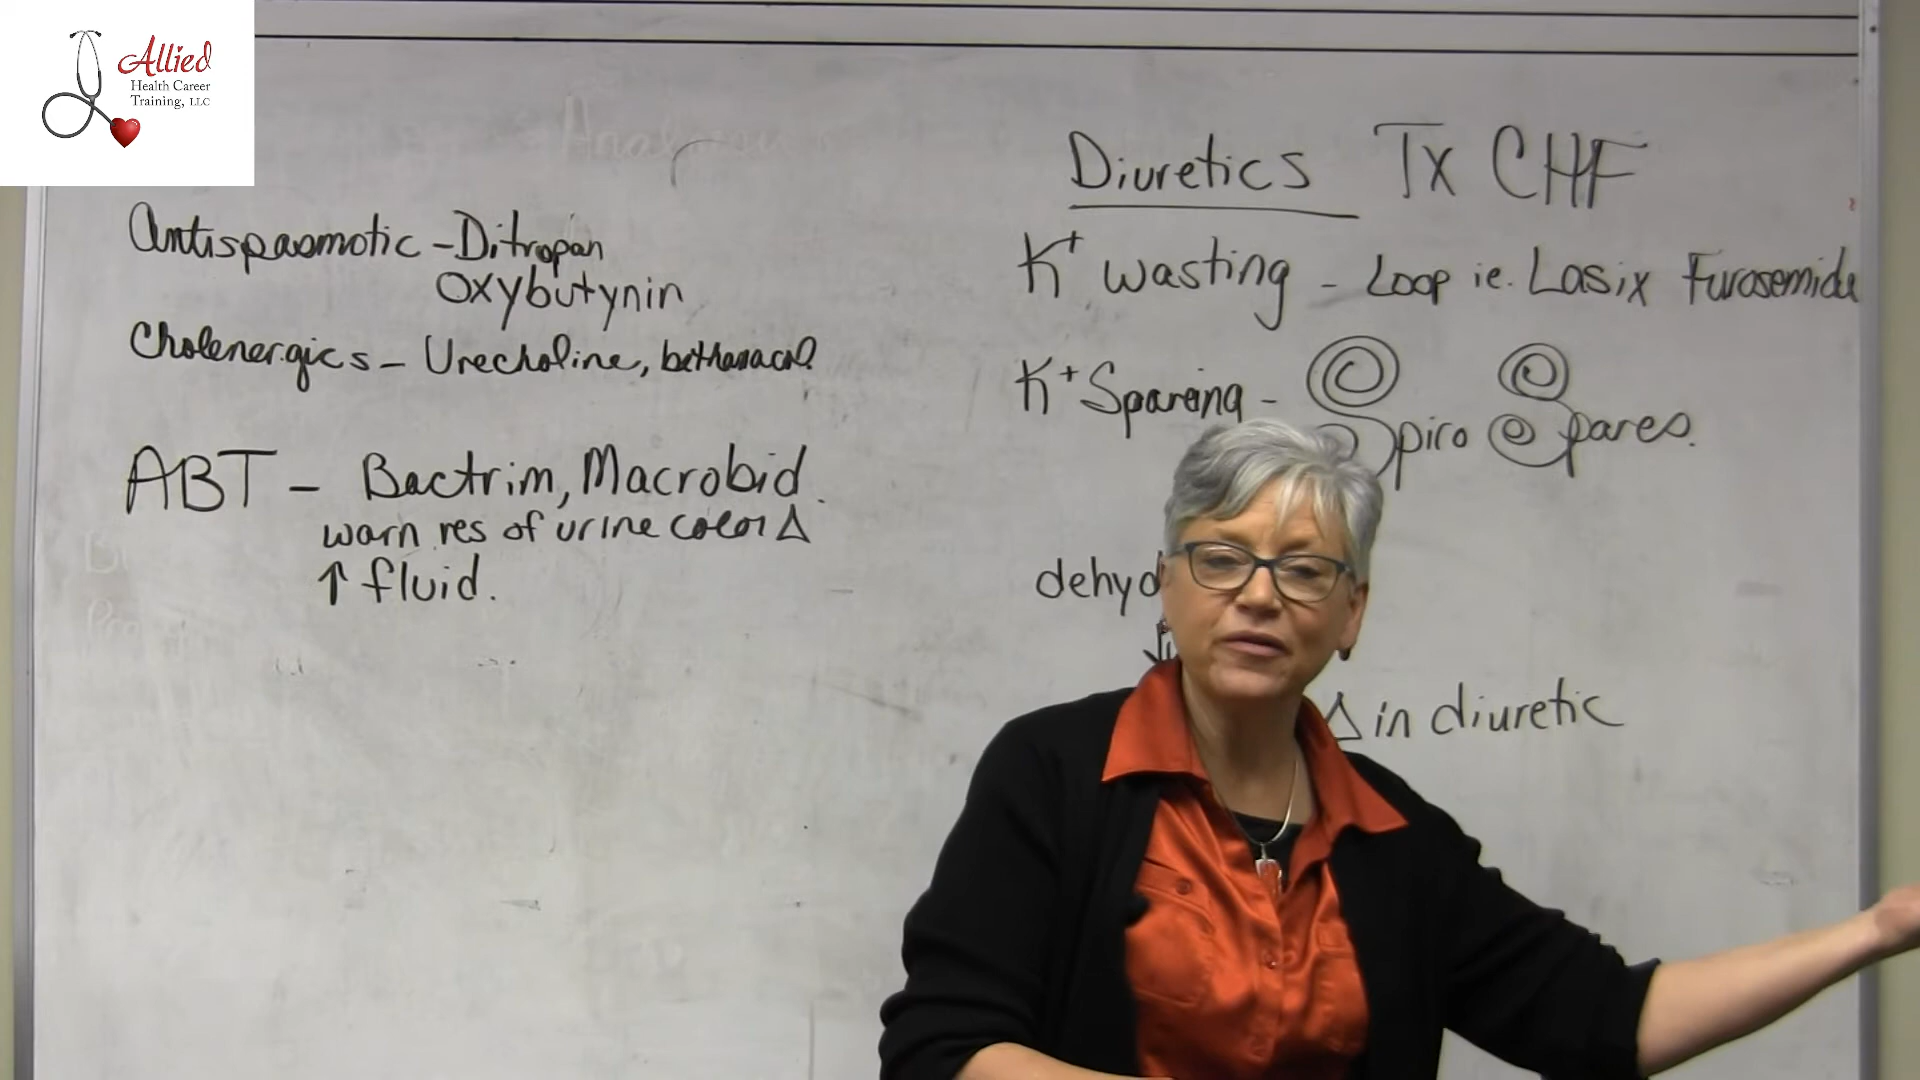 Allied
Health Career
Training, LLC
Antispasmotic - Ditropan
Oxybutynin
Cholenergics - Urecholine, bethanacol
ABT - Bactrim, Macrobid.
warn res of urine color Δ
↑ fluid.
Diuretics Tx CHF
K+ wasting - Loop ie. Lasix Furosemide
K+ Spareing - Spiro Spares.
dehyd
Δ in diuretic